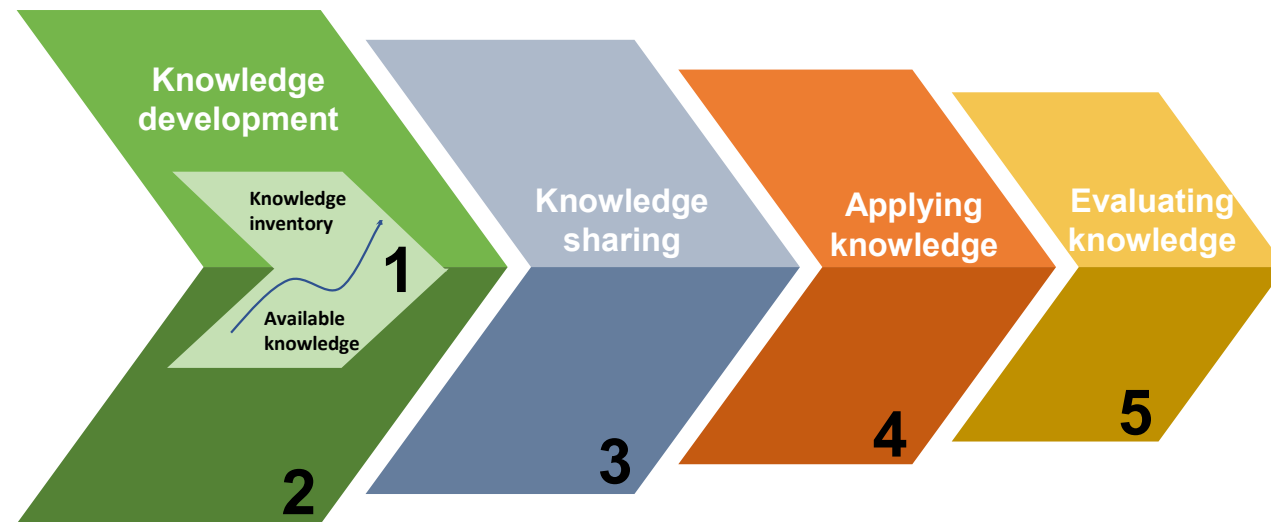 Knowledge
development
Knowledge
inventory
1
Available
knowledge
2
Knowledge
sharing
3
Applying
knowledge
4
Evaluating
knowledge
5